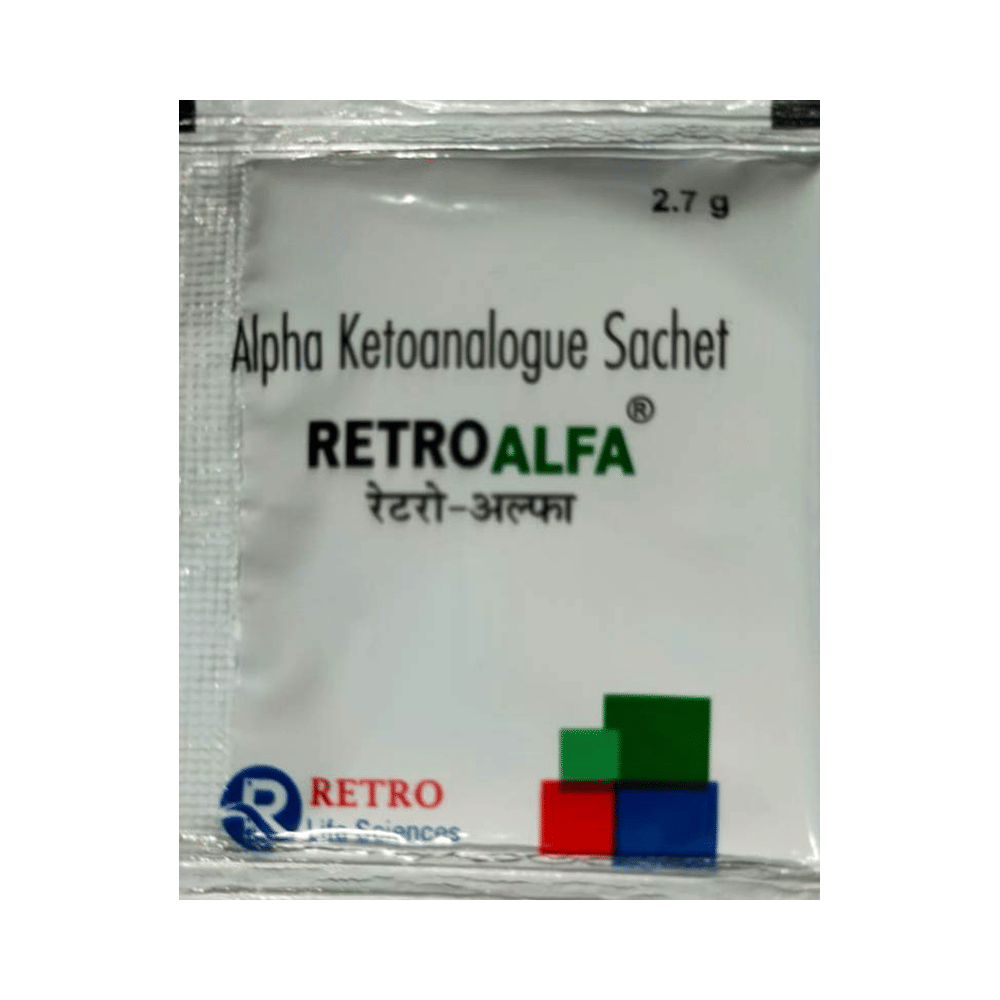 2.7 g
Alpha Ketoanalogue Sachet
RETROALFA®
रेटरो-अल्फा
RETRO
Life Sciences